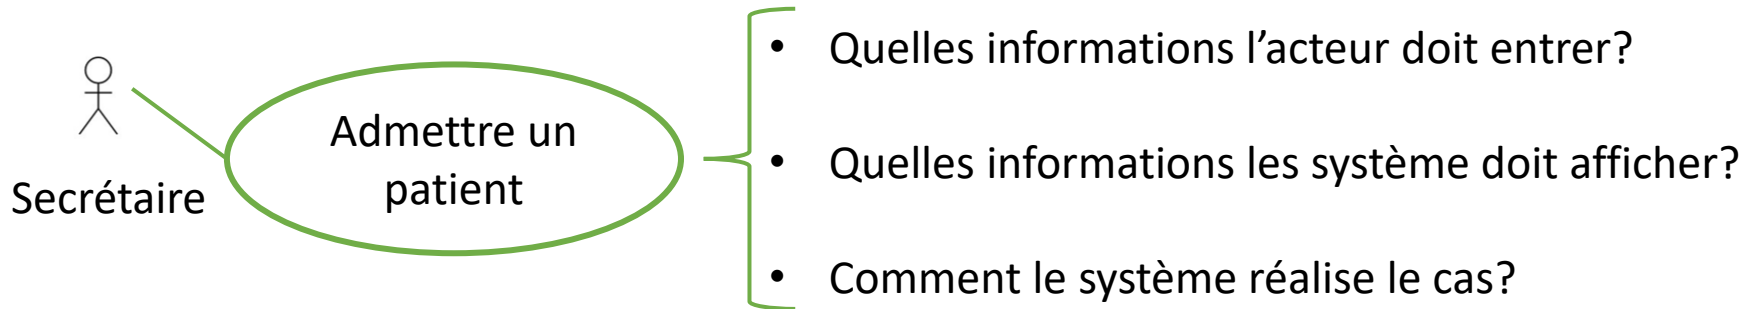 Secrétaire
Admettre un
patient
• Quelles informations l’acteur doit entrer?
• Quelles informations les système doit afficher?
• Comment le système réalise le cas?